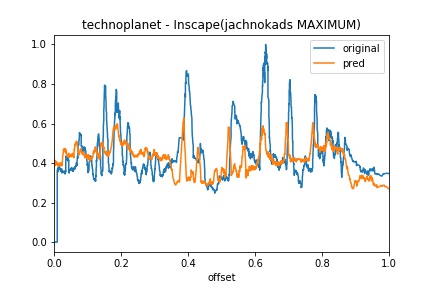 technoplanet - Inscape(jachnokads MAXIMUM)
original
pred
1.0
0.8
0.6
0.4
0.2
0.0
0.0 0.2 0.4 0.6 0.8 1.0
offset